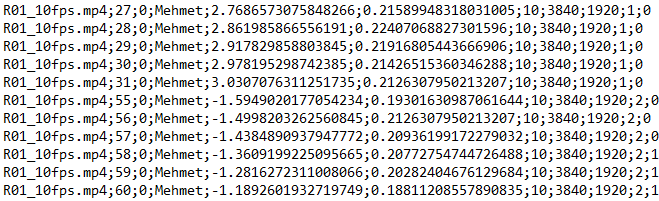 R01_10fps.mp4;27;0;Mehmet;2.7686573075848266;0.21589948318031005;10;3840;1920;1;0
R01_10fps.mp4;28;0;Mehmet;2.861985866556191;0.22407068827301596;10;3840;1920;1;0
R01_10fps.mp4;29;0;Mehmet;2.917829858803845;0.21916805443666906;10;3840;1920;1;0
R01_10fps.mp4;30;0;Mehmet;2.978195298742385;0.21426515360346288;10;3840;1920;1;0
R01_10fps.mp4;31;0;Mehmet;3.0307076311251735;0.2126307950213207;10;3840;1920;1;0
R01_10fps.mp4;55;0;Mehmet;-1.5949020177054234;0.19301630987061644;10;3840;1920;2;0
R01_10fps.mp4;56;0;Mehmet;-1.4998203256560845;0.2126307950213207;10;3840;1920;2;0
R01_10fps.mp4;57;0;Mehmet;-1.4384890937947772;0.20936199172279032;10;3840;1920;2;0
R01_10fps.mp4;58;0;Mehmet;-1.3609199225095665;0.20772754744726488;10;3840;1920;2;1
R01_10fps.mp4;59;0;Mehmet;-1.2816272311008066;0.20282404676129684;10;3840;1920;2;1
R01_10fps.mp4;60;0;Mehmet;-1.1892601932719749;0.18811208557890835;10;3840;1920;2;1